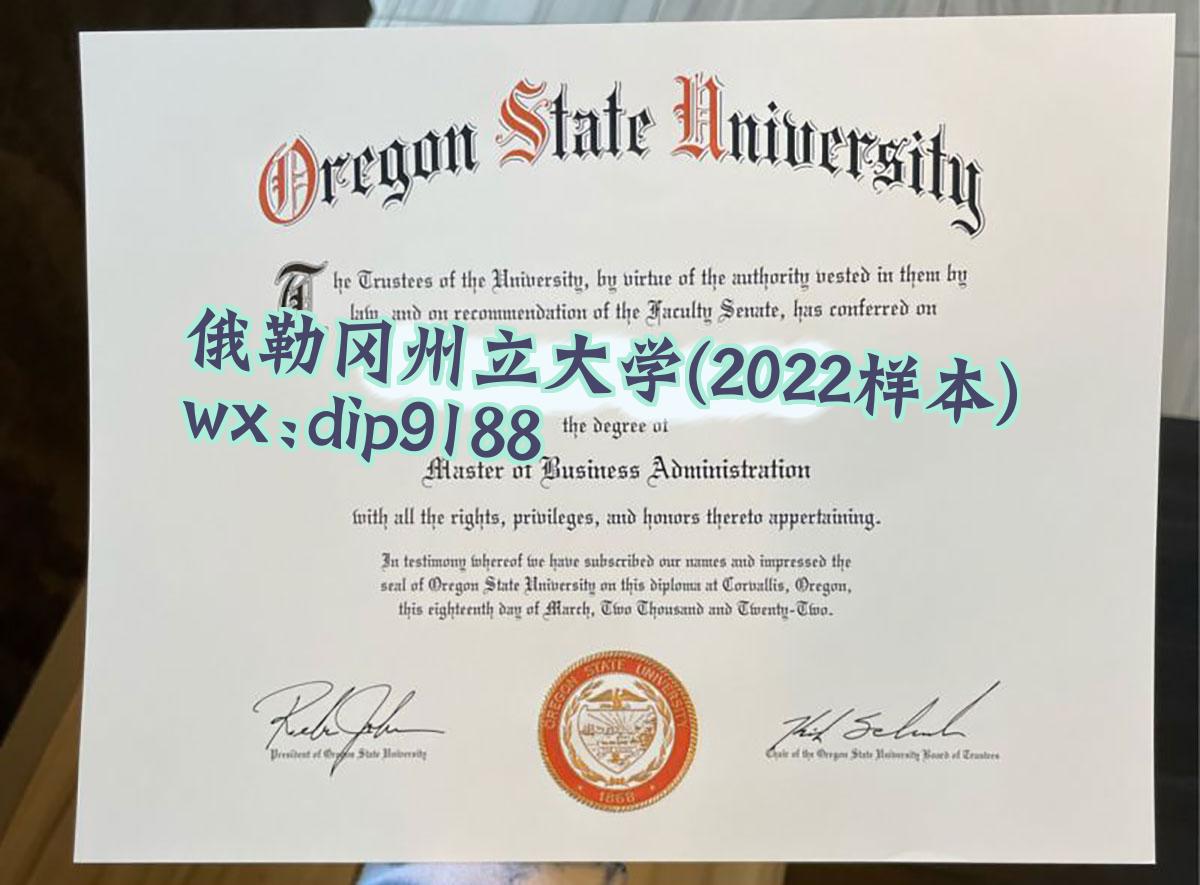 Oregon State University
The Trustees of the University, by virtue of the authority vested in them by
law and on recommendation of the Faculty Senate, has conferred on
俄勒冈州立大学(2022样本)
wx:dip9188
the degree of
Master of Business Administration
with all the rights, privileges, and honors thereto appertaining.
In testimony whereof we have subscribed our names and impressed the
seal of Oregon State University on this diploma at Corvallis, Oregon,
this eighteenth day of March, Two Thousand and Twenty-Two.
OREGON STATE UNIVERSITY
1868
President of Oregon State University
Chair of the Oregon State University Board of Trustees